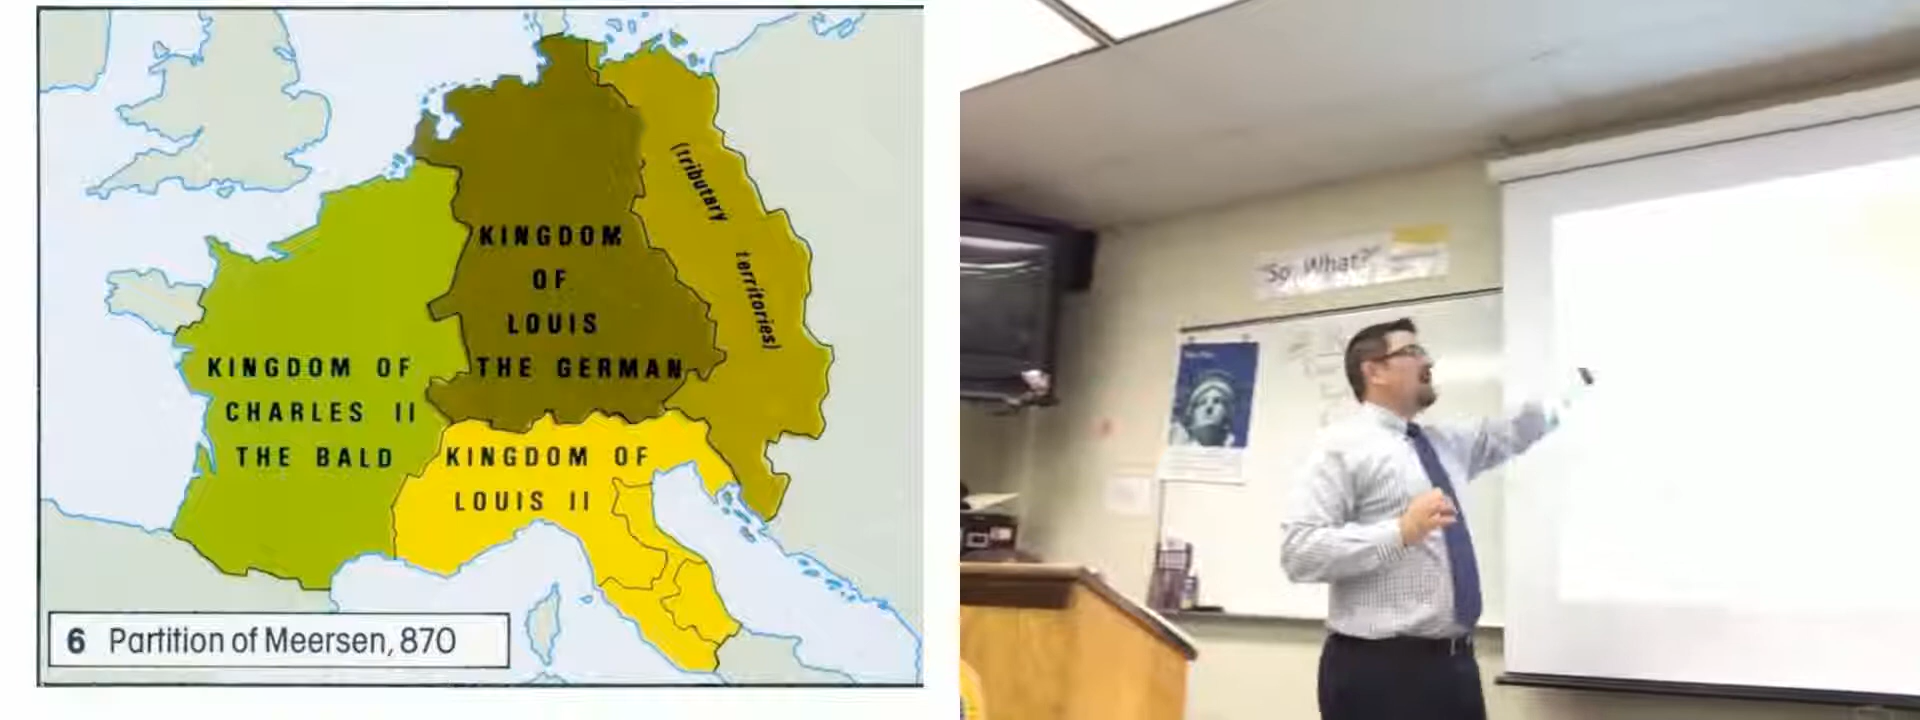 (tributary
territories)
KINGDOM
OF
LOUIS
THE GERMAN
KINGDOM OF
CHARLES II
THE BALD
KINGDOM OF
LOUIS II
6 Partition of Meersen, 870
"So, What?"